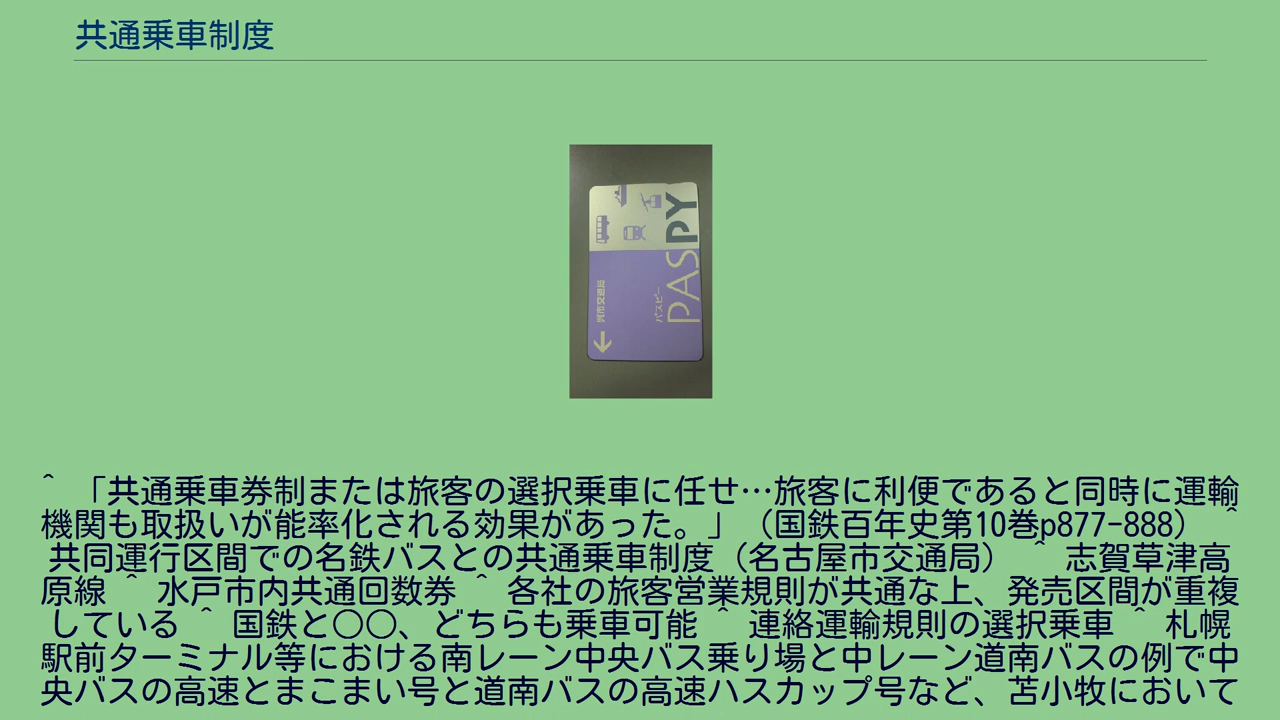 共通乗車制度
PASPY
パスピー
呉市交通局
^ 「共通乗車券制または旅客の選択乗車に任せ…旅客に利便であると同時に運輸
機関も取扱いが能率化される効果があった。」（国鉄百年史第10巻p877-888） ^
共同運行区間での名鉄バスとの共通乗車制度（名古屋市交通局） ^ 志賀草津高
原線 ^ 水戸市内共通回数券 ^ 各社の旅客営業規則が共通な上、発売区間が重複
している ^ 国鉄と〇〇、どちらも乗車可能 ^ 連絡運輸規則の選択乗車 ^ 札幌
駅前ターミナル等における南レーン中央バス乗り場と中レーン道南バスの例で中
央バスの高速とまこまい号と道南バスの高速ハスカップ号など、苫小牧において